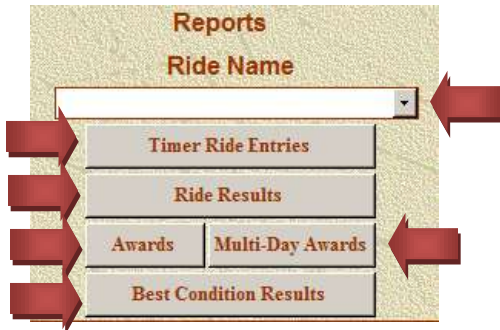 Reports
Ride Name
Timer Ride Entries
Ride Results
Awards Multi-Day Awards
Best Condition Results